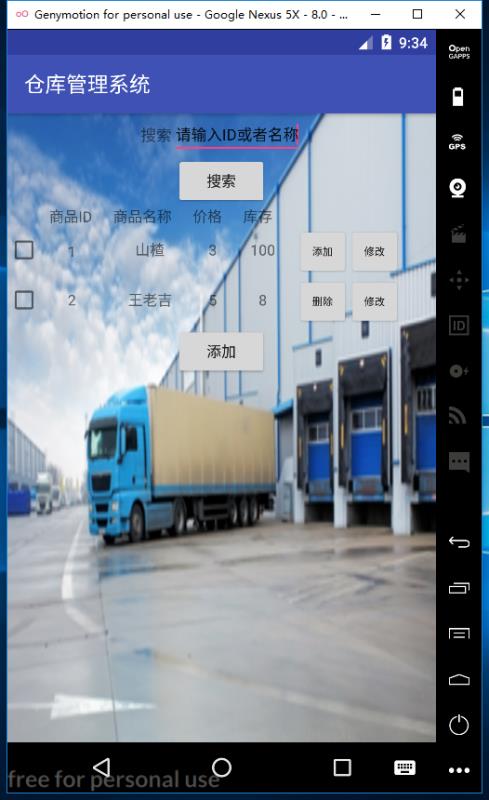 Genymotion for personal use - Google Nexus 5X - 8.0 - ...
9:34
Open
GAPPS
仓库管理系统
搜索 请输入ID或者名称
搜索
GPS
商品ID 商品名称 价格 库存
1 山楂 3 100 添加 修改
2 王老吉 5 8 删除 修改
ID
添加
free for personal use